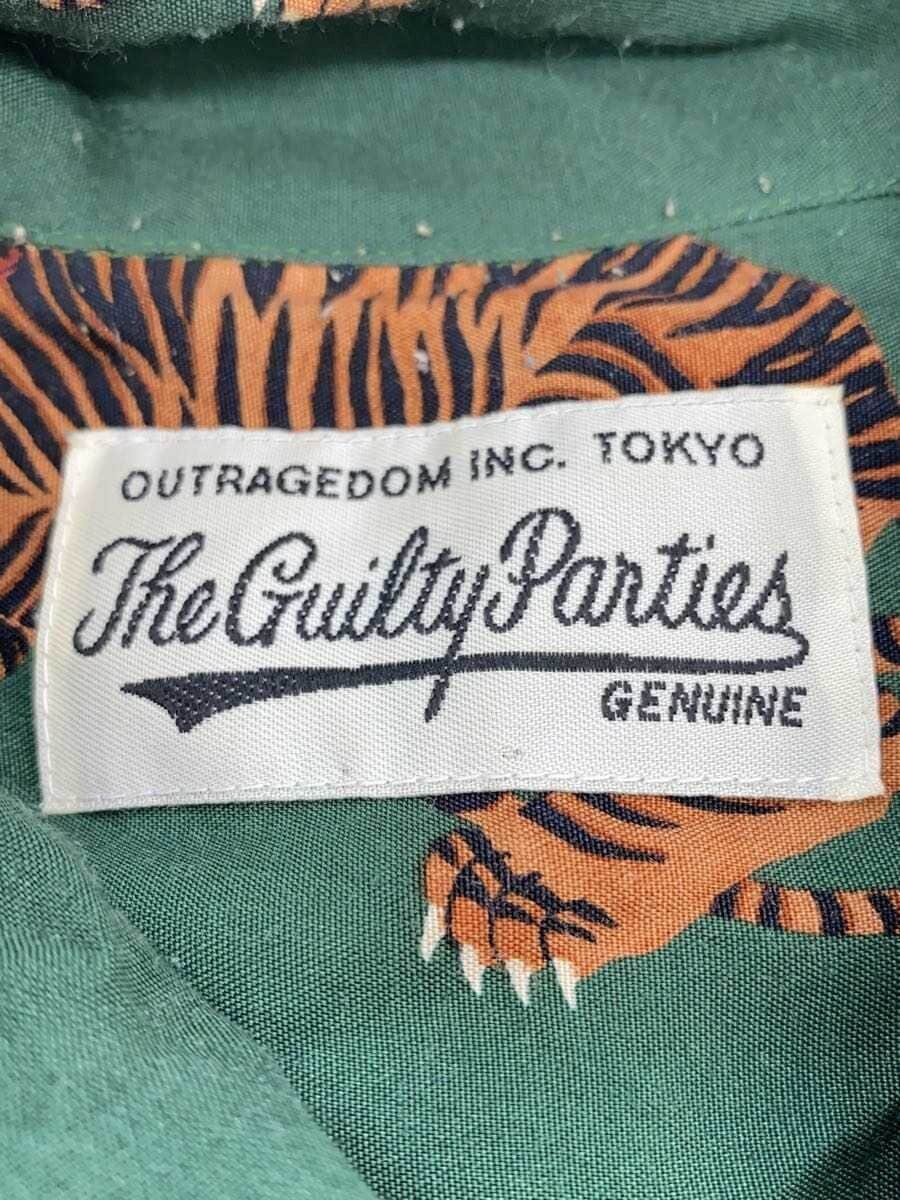 OUTRAGEDOM INC. TOKYO
The Guilty Parties
GENUINE